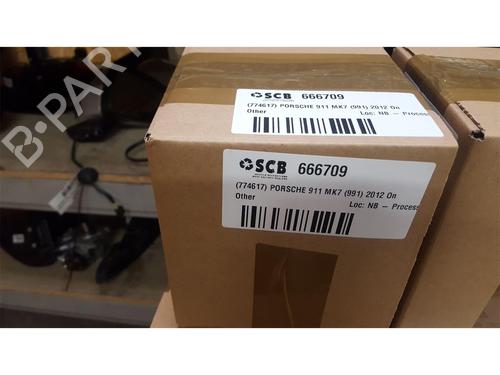 SCB 666709
(774617) PORSCHE 911 MK7 (991) 2012 On
Other Loc: NB - Process
SCB 666709
(774617) PORSCHE 911 MK7 (991) 2012 On
Other Loc: NB - Process
B-PARTS